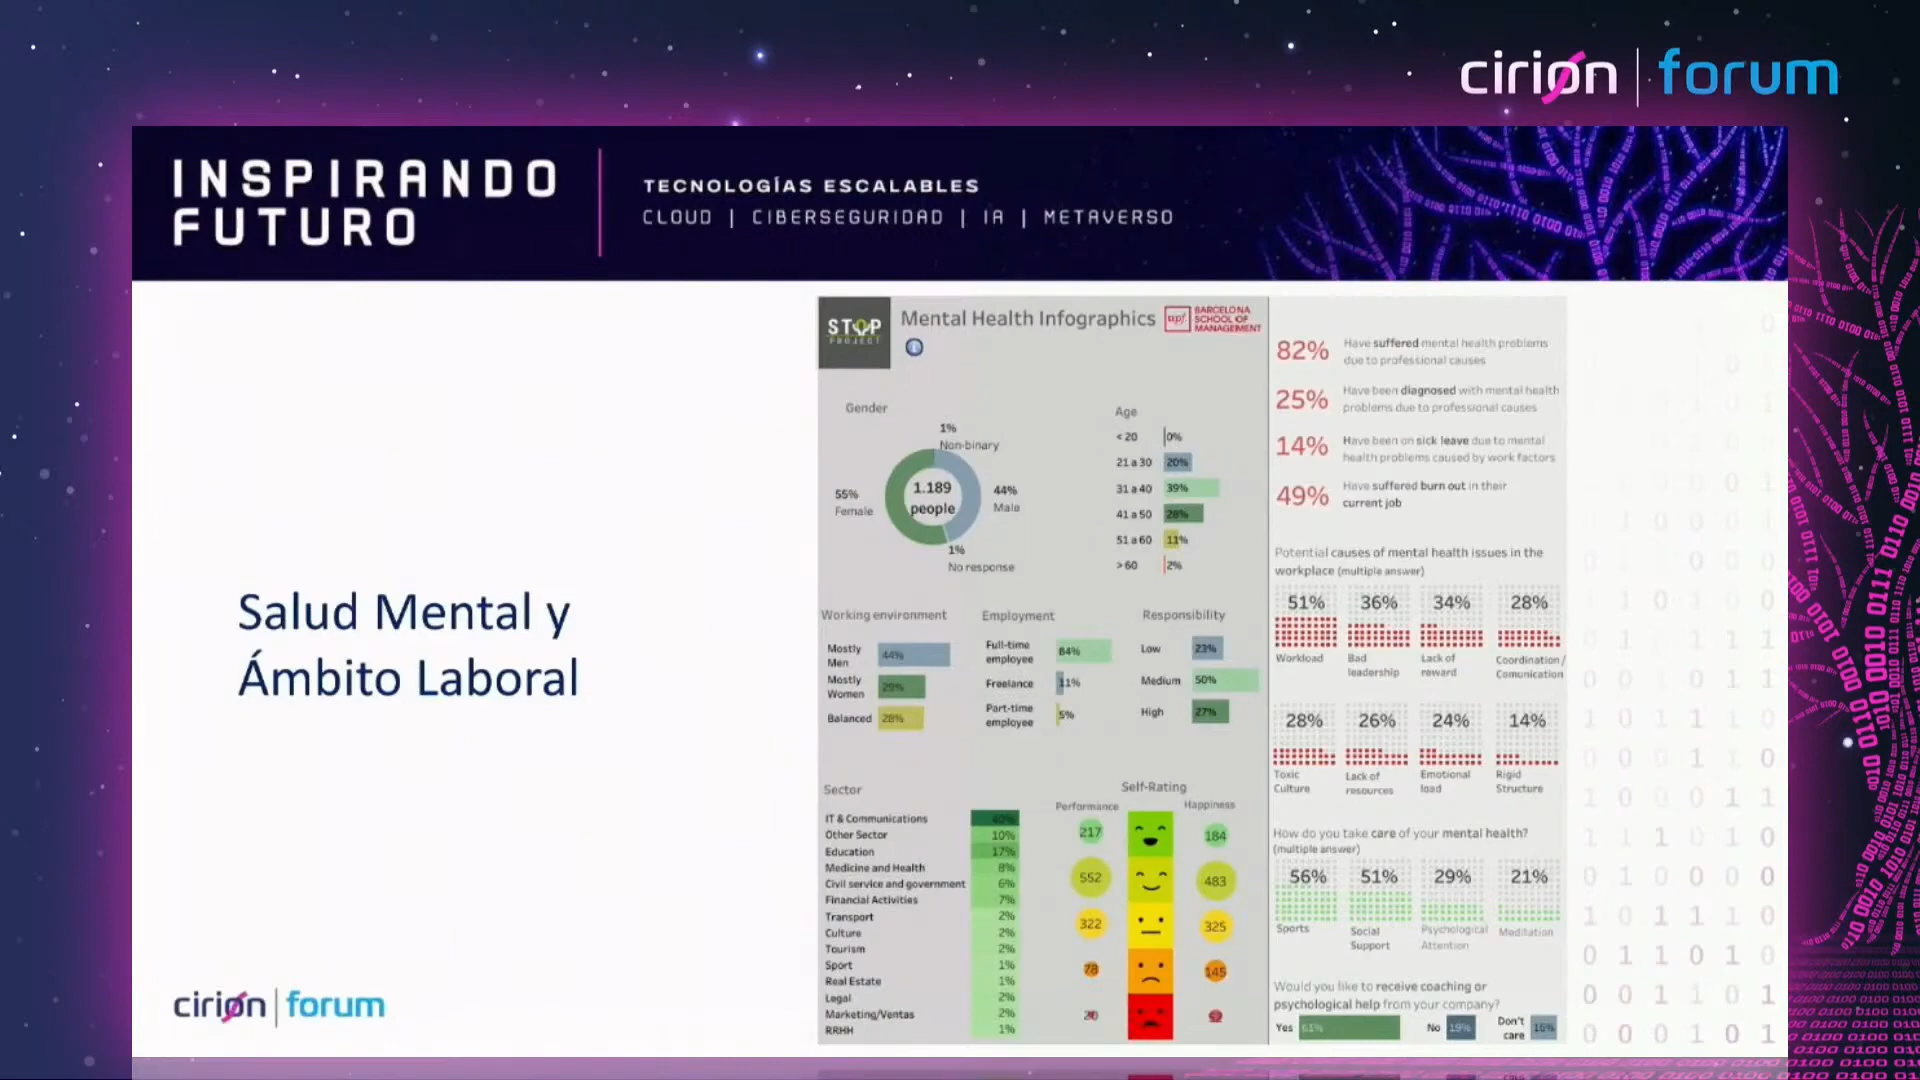 cirion | forum
INSPIRANDO
FUTURO
TECNOLOGÍAS ESCALABLES
CLOUD | CIBERSEGURIDAD | IA | METAVERSO
Salud Mental y
Ámbito Laboral
cirion | forum
STOP
PROJECT
Mental Health Infographics
upf.
BARCELONA
SCHOOL OF
MANAGEMENT
Gender
1%
Non-binary
1.189
people
55%
Female
44%
Male
1%
No response
Age
< 20 0%
21 a 30 20%
31 a 40 39%
41 a 50 28%
51 a 60 11%
> 60 2%
Working environment
Mostly
Men
44%
Mostly
Women
29%
Balanced 28%
Employment
Full-time
employee
84%
Freelance 11%
Part-time
employee
5%
Responsibility
Low 23%
Medium 50%
High 27%
Sector
IT & Communications 40%
Other Sector 10%
Education 17%
Medicine and Health 8%
Civil service and government 6%
Financial Activities 7%
Transport 2%
Culture 2%
Tourism 2%
Sport 1%
Real Estate 1%
Legal 2%
Marketing/Ventas 2%
RRHH 1%
Self-Rating
Performance Happiness
217 184
552 483
322 325
78 145
20
82% Have suffered mental health problems
due to professional causes
25% Have been diagnosed with mental health
problems due to professional causes
14% Have been on sick leave due to mental
health problems caused by work factors
49% Have suffered burn out in their
current job
Potential causes of mental health issues in the
workplace (multiple answer)
51% 36% 34% 28%
Workload
Bad
leadership
Lack of
reward
Coordination /
Comunication
28% 26% 24% 14%
Toxic
Culture
Lack of
resources
Emotional
load
Rigid
Structure
How do you take care of your mental health?
(multiple answer)
56% 51% 29% 21%
Sports
Social
Support
Psychological
Attention
Meditation
Would you like to receive coaching or
psychological help from your company?
Yes 61% No 19%
Don't
care
16%